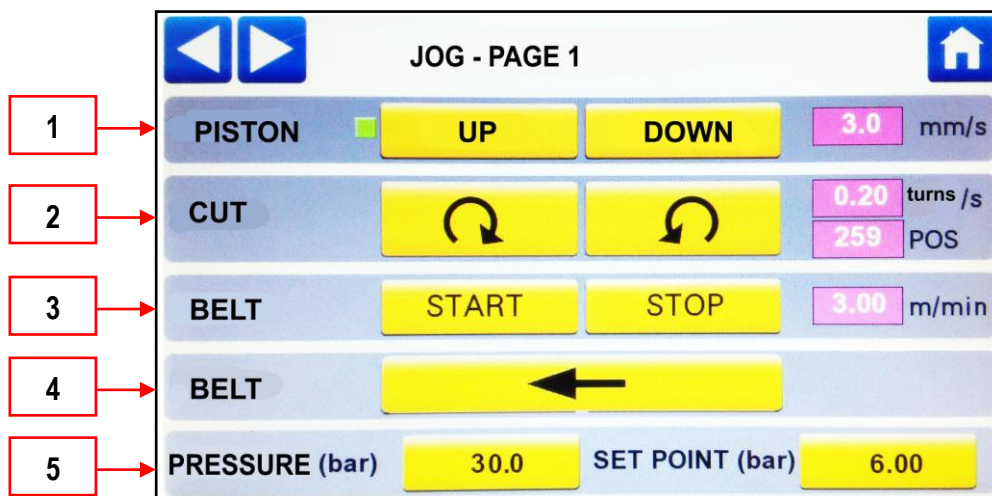 JOG - PAGE 1
1 PISTON UP DOWN 3.0 mm/s
2 CUT 0.20 turns /s
259 POS
3 BELT START STOP 3.00 m/min
4 BELT
5 PRESSURE (bar) 30.0 SET POINT (bar) 6.00